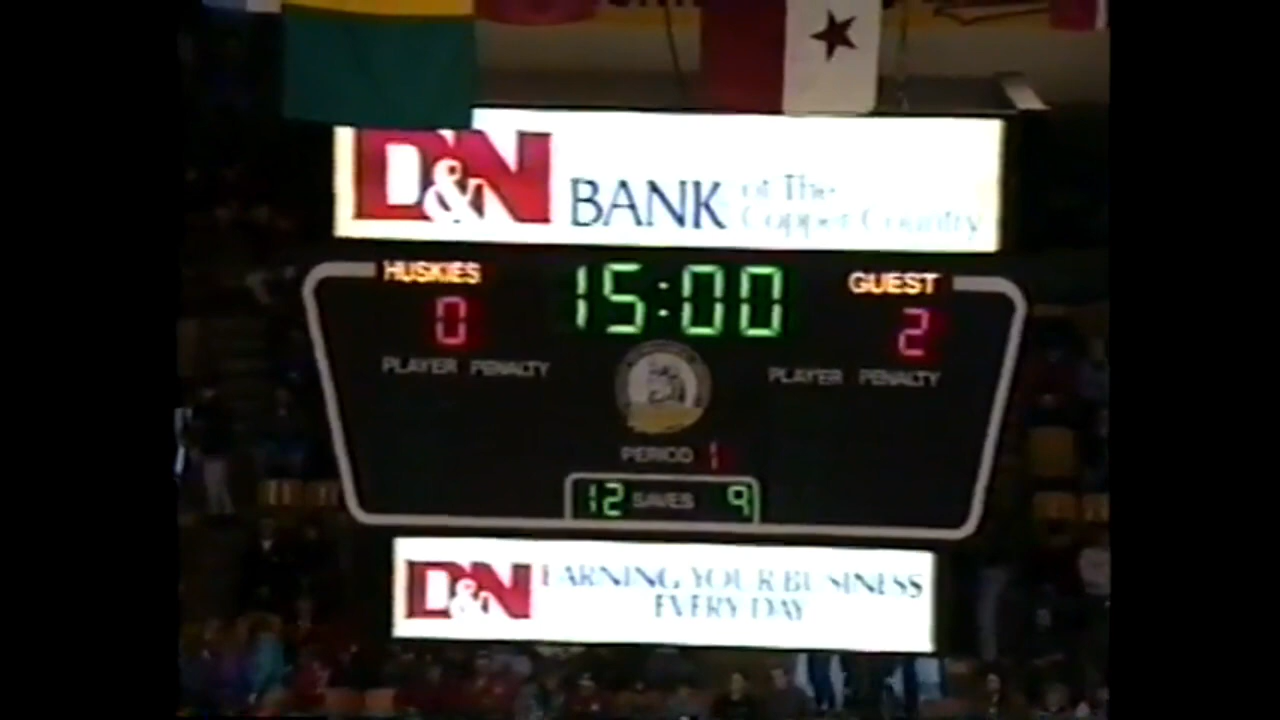 D&N BANK of The
Copper Country
HUSKIES 15:00 GUEST
0 2
PLAYER PENALTY PLAYER PENALTY
PERIOD 1
12 SAVES 9
D&N EARNING YOUR BUSINESS
EVERY DAY